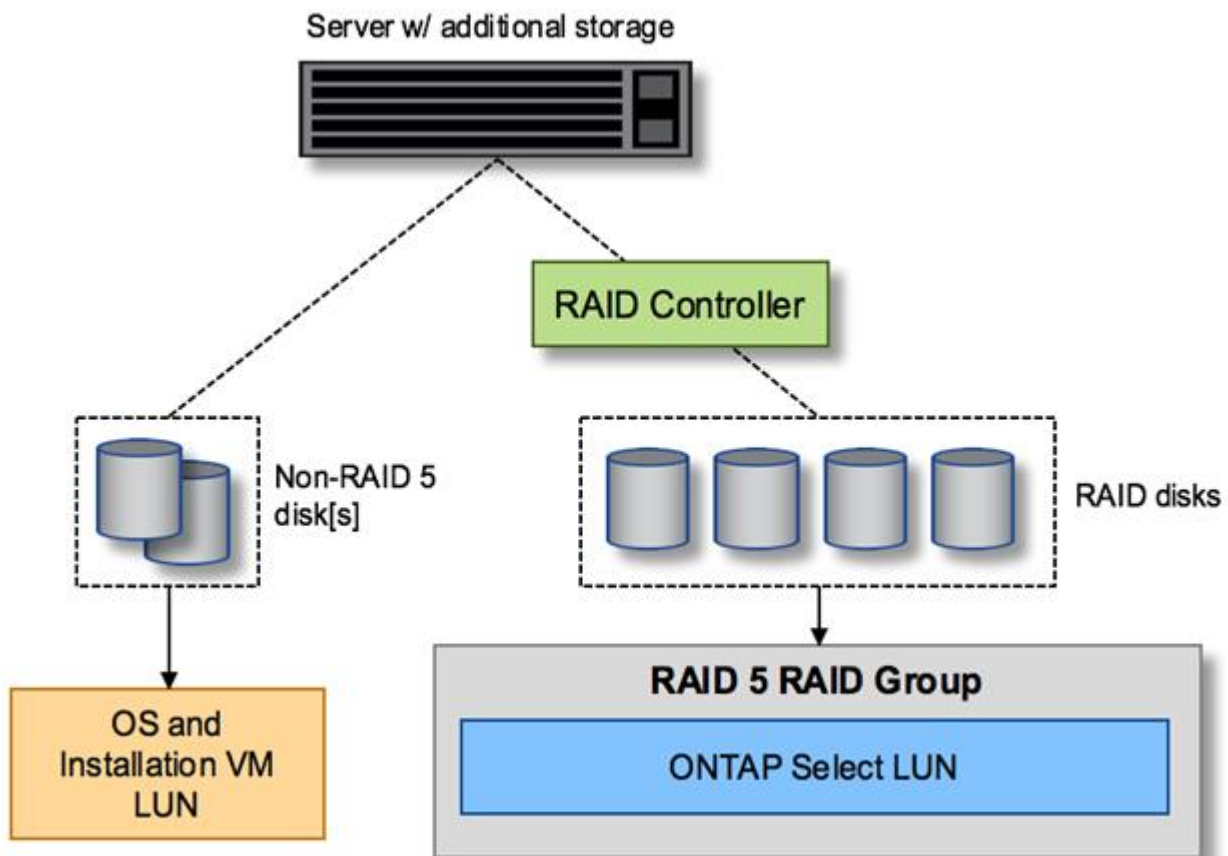 Server w/ additional storage
RAID Controller
Non-RAID 5
disk[s]
RAID disks
OS and
Installation VM
LUN
RAID 5 RAID Group
ONTAP Select LUN